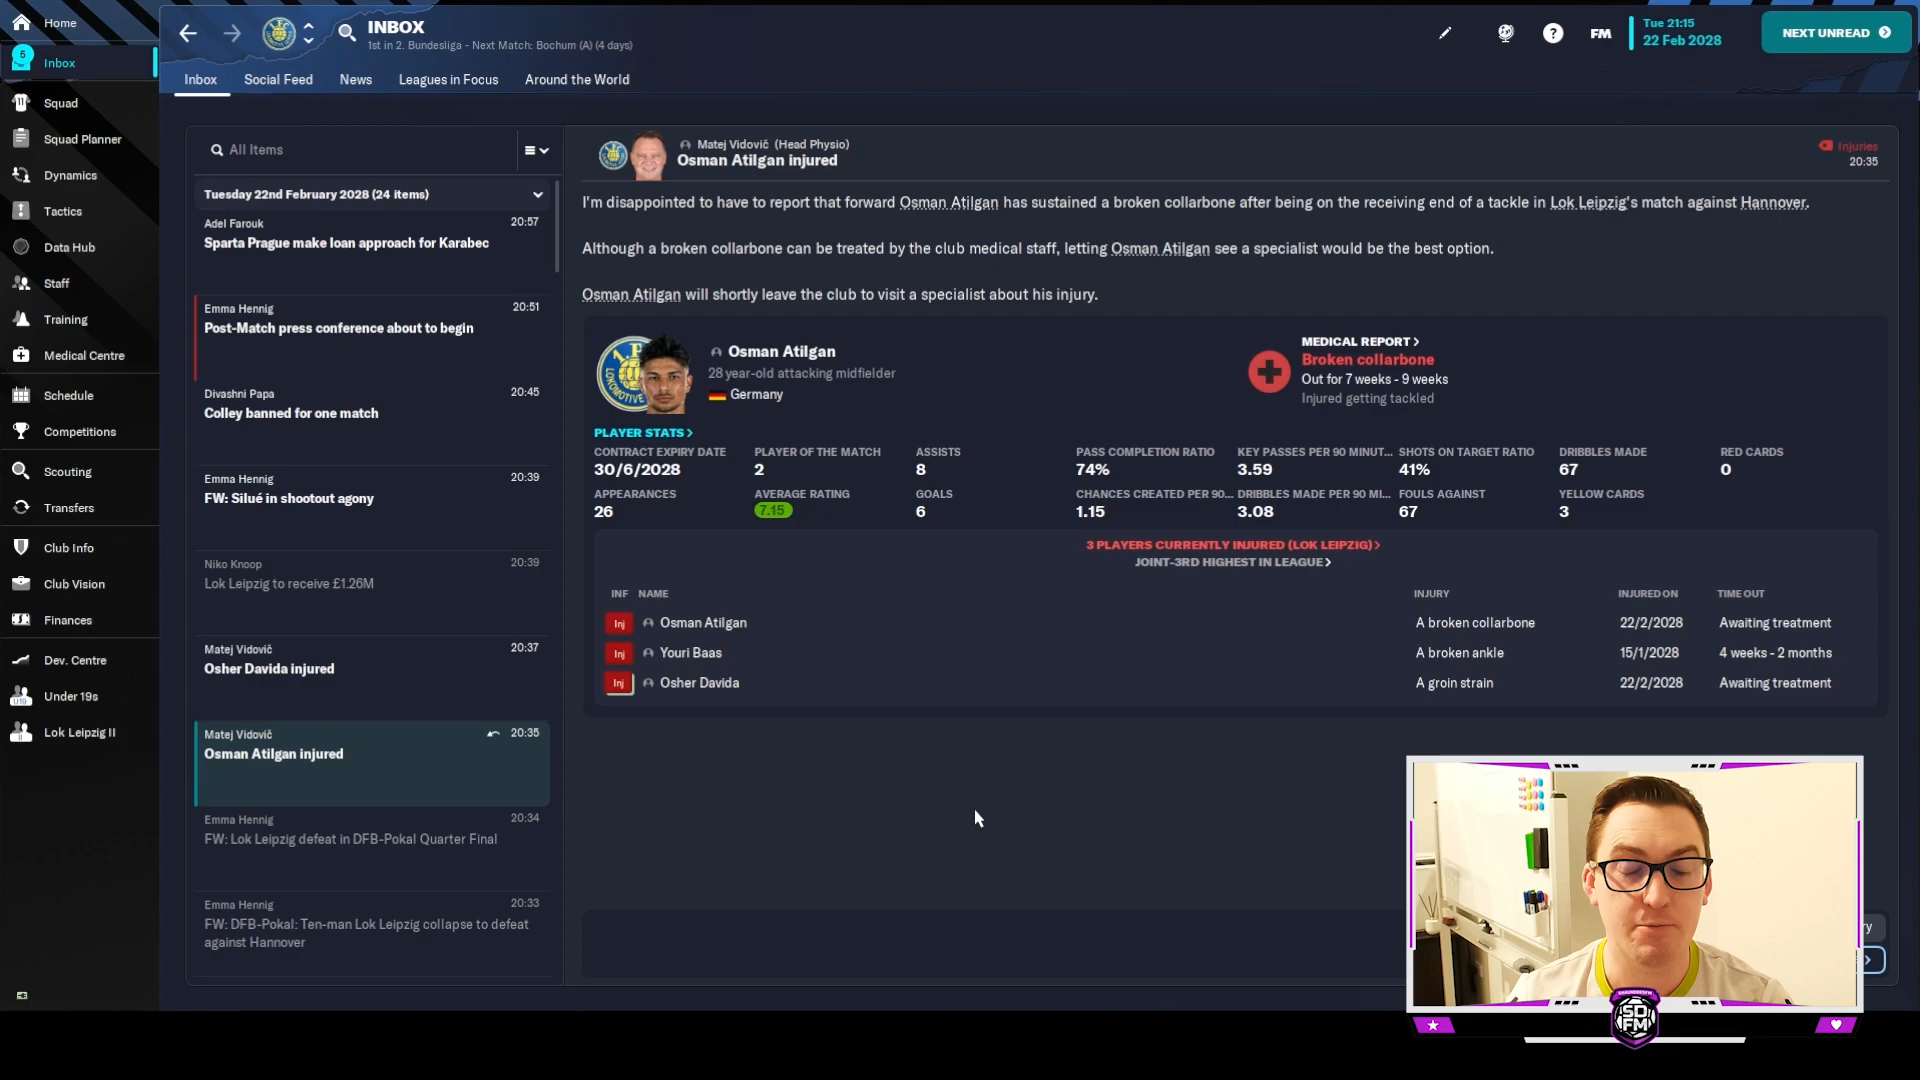 Home
Inbox
5
Squad
Squad Planner
Dynamics
Tactics
Data Hub
Staff
Training
Medical Centre
Schedule
Competitions
Scouting
Transfers
Club Info
Club Vision
Finances
Dev. Centre
Under 19s
Lok Leipzig II
INBOX
1st in 2. Bundesliga - Next Match: Bochum (A) (4 days)
Inbox Social Feed News Leagues in Focus Around the World
FM
Tue 21:15
22 Feb 2028
NEXT UNREAD
All Items
Tuesday 22nd February 2028 (24 items)
Adel Farouk 20:57
Sparta Prague make loan approach for Karabec
Emma Hennig 20:51
Post-Match press conference about to begin
Divashni Papa 20:45
Colley banned for one match
Emma Hennig 20:39
FW: Silué in shootout agony
Niko Knoop 20:39
Lok Leipzig to receive £1.26M
Matej Vidovič 20:37
Osher Davida injured
Matej Vidovič 20:35
Osman Atilgan injured
Emma Hennig 20:34
FW: Lok Leipzig defeat in DFB-Pokal Quarter Final
Emma Hennig 20:33
FW: DFB-Pokal: Ten-man Lok Leipzig collapse to defeat
against Hannover
Matej Vidovič (Head Physio)
Osman Atilgan injured
Injuries
20:35
I'm disappointed to have to report that forward Osman Atilgan has sustained a broken collarbone after being on the receiving end of a tackle in Lok Leipzig's match against Hannover.
Although a broken collarbone can be treated by the club medical staff, letting Osman Atilgan see a specialist would be the best option.
Osman Atilgan will shortly leave the club to visit a specialist about his injury.
Osman Atilgan
28 year-old attacking midfielder
Germany
MEDICAL REPORT >
Broken collarbone
Out for 7 weeks - 9 weeks
Injured getting tackled
PLAYER STATS >
CONTRACT EXPIRY DATE PLAYER OF THE MATCH ASSISTS PASS COMPLETION RATIO KEY PASSES PER 90 MINUT... SHOTS ON TARGET RATIO DRIBBLES MADE RED CARDS
30/6/2028 2 8 74% 3.59 41% 67 0
APPEARANCES AVERAGE RATING GOALS CHANCES CREATED PER 90... DRIBBLES MADE PER 90 MI... FOULS AGAINST YELLOW CARDS
26 7.15 6 1.15 3.08 67 3
3 PLAYERS CURRENTLY INJURED (LOK LEIPZIG) >
JOINT-3RD HIGHEST IN LEAGUE >
INF NAME INJURY INJURED ON TIME OUT
Inj Osman Atilgan A broken collarbone 22/2/2028 Awaiting treatment
Inj Youri Baas A broken ankle 15/1/2028 4 weeks - 2 months
Inj Osher Davida A groin strain 22/2/2028 Awaiting treatment
ry
SD
FM